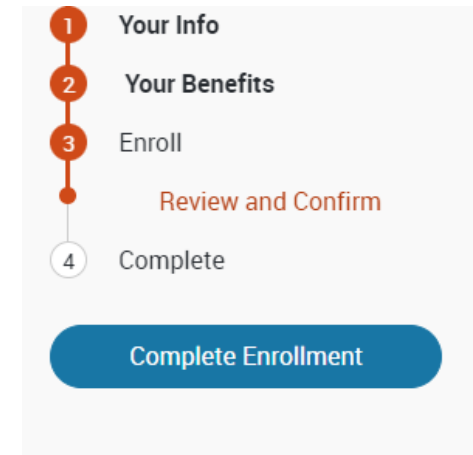 1 Your Info
2 Your Benefits
3 Enroll
Review and Confirm
4 Complete
Complete Enrollment